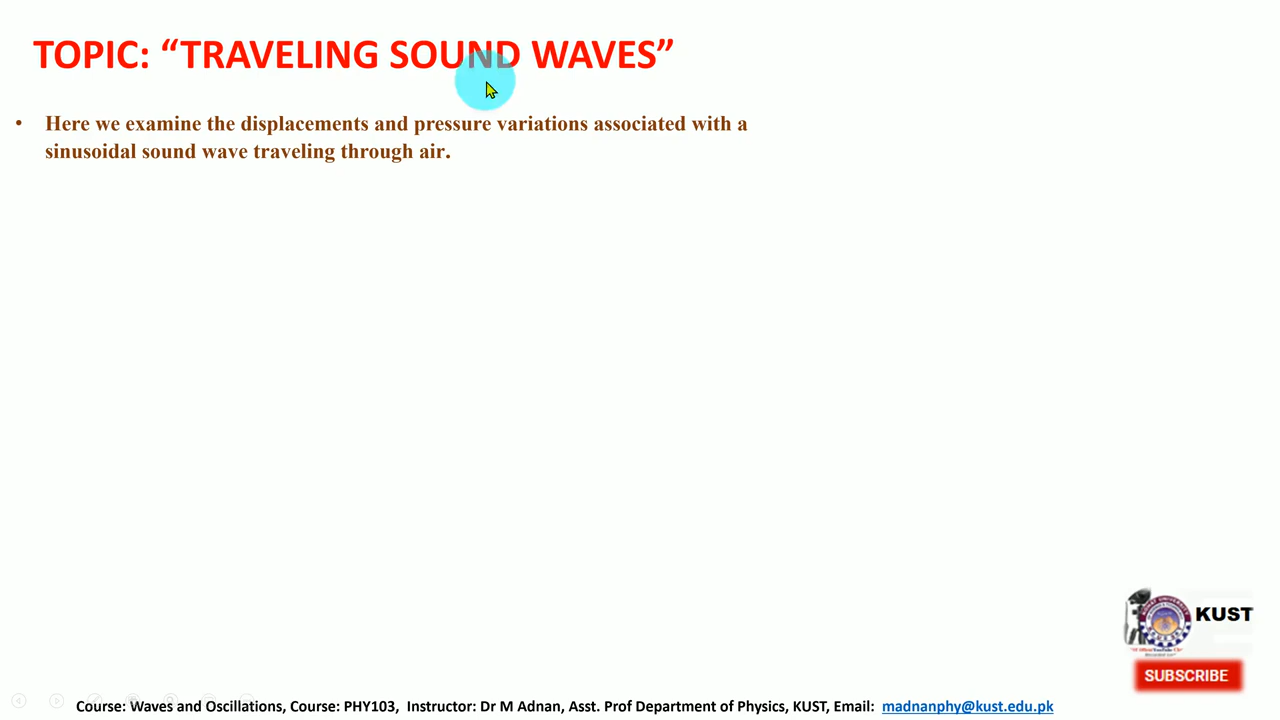 TOPIC: “TRAVELING SOUND WAVES”
• Here we examine the displacements and pressure variations associated with a
sinusoidal sound wave traveling through air.
KUST
SUBSCRIBE
Course: Waves and Oscillations, Course: PHY103, Instructor: Dr M Adnan, Asst. Prof Department of Physics, KUST, Email: madnanphy@kust.edu.pk